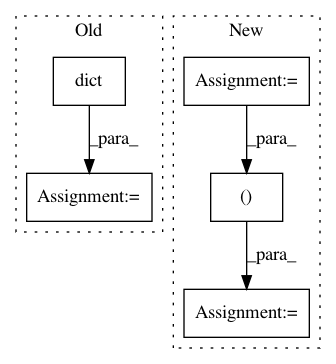 Old
New
dict
Assignment:=
_para_
_para_
Assignment:=
()
_para_
Assignment:=